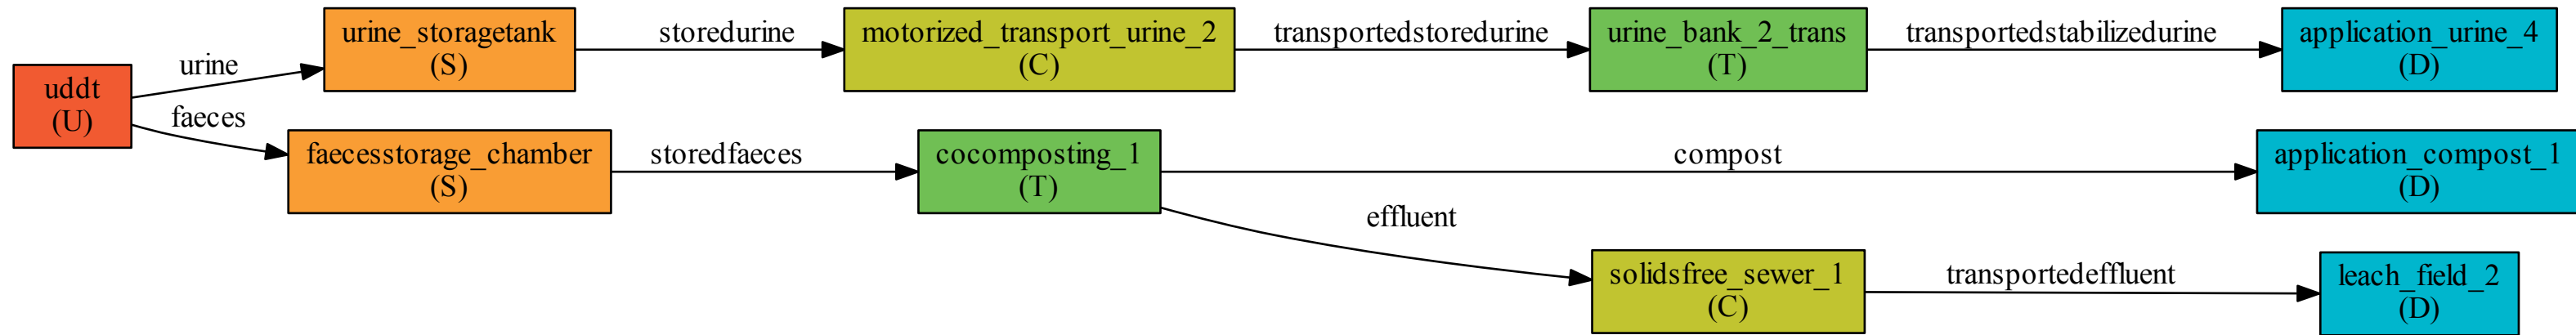 uddt
(U)
urine
faeces
urine_storagetank
(S)
storedurine
motorized_transport_urine_2
(C)
transportedstoredurine
urine_bank_2_trans
(T)
transportedstabilizedurine
application_urine_4
(D)
faecesstorage_chamber
(S)
storedfaeces
cocomposting_1
(T)
compost
application_compost_1
(D)
effluent
solidsfree_sewer_1
(C)
transportedeffluent
leach_field_2
(D)